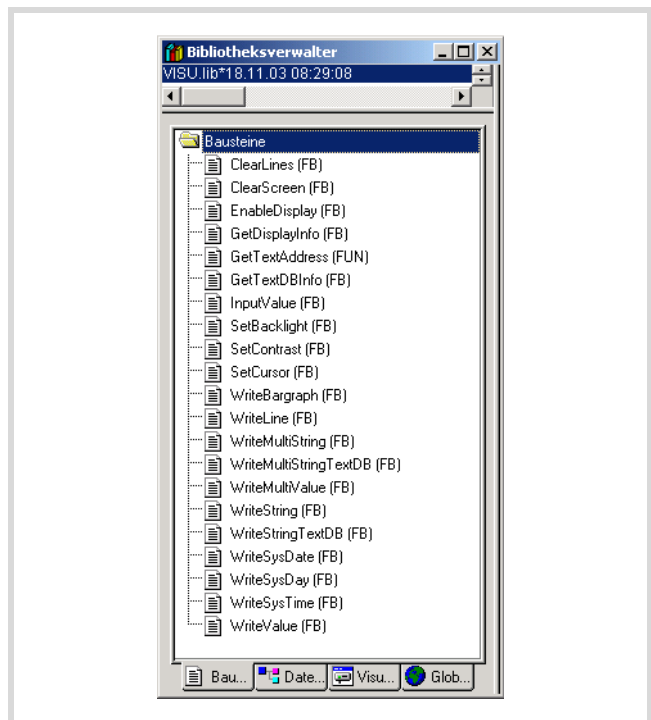 Bibliotheksverwalter
VISU.lib*18.11.03 08:29:08
Bausteine
ClearLines (FB)
ClearScreen (FB)
EnableDisplay (FB)
GetDisplayInfo (FB)
GetTextAddress (FUN)
GetTextDBInfo (FB)
InputValue (FB)
SetBacklight (FB)
SetContrast (FB)
SetCursor (FB)
WriteBargraph (FB)
WriteLine (FB)
WriteMultiString (FB)
WriteMultiStringTextDB (FB)
WriteMultiValue (FB)
WriteString (FB)
WriteStringTextDB (FB)
WriteSysDate (FB)
WriteSysDay (FB)
WriteSysTime (FB)
WriteValue (FB)
Bau... Date... Visu... Glob...